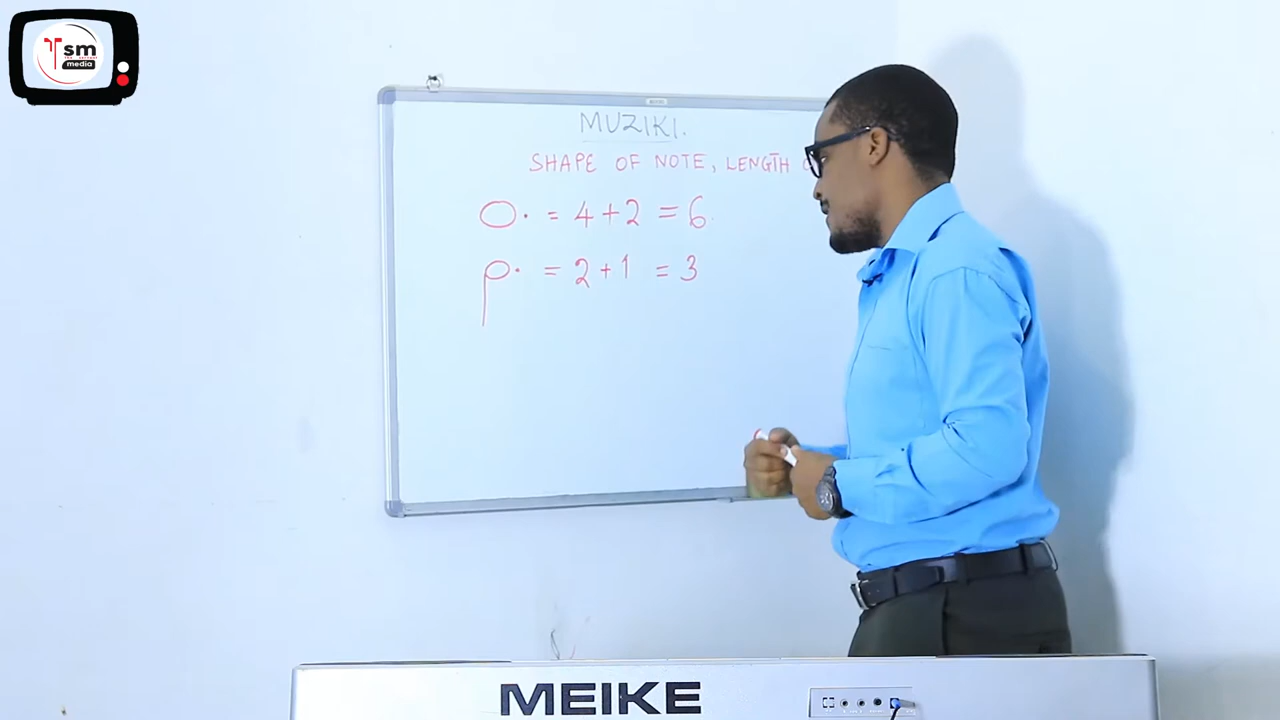 sm
media
MUZIKI.
SHAPE OF NOTE, LENGTH
O· = 4+2 = 6
ρ· = 2+1 = 3
MEIKE